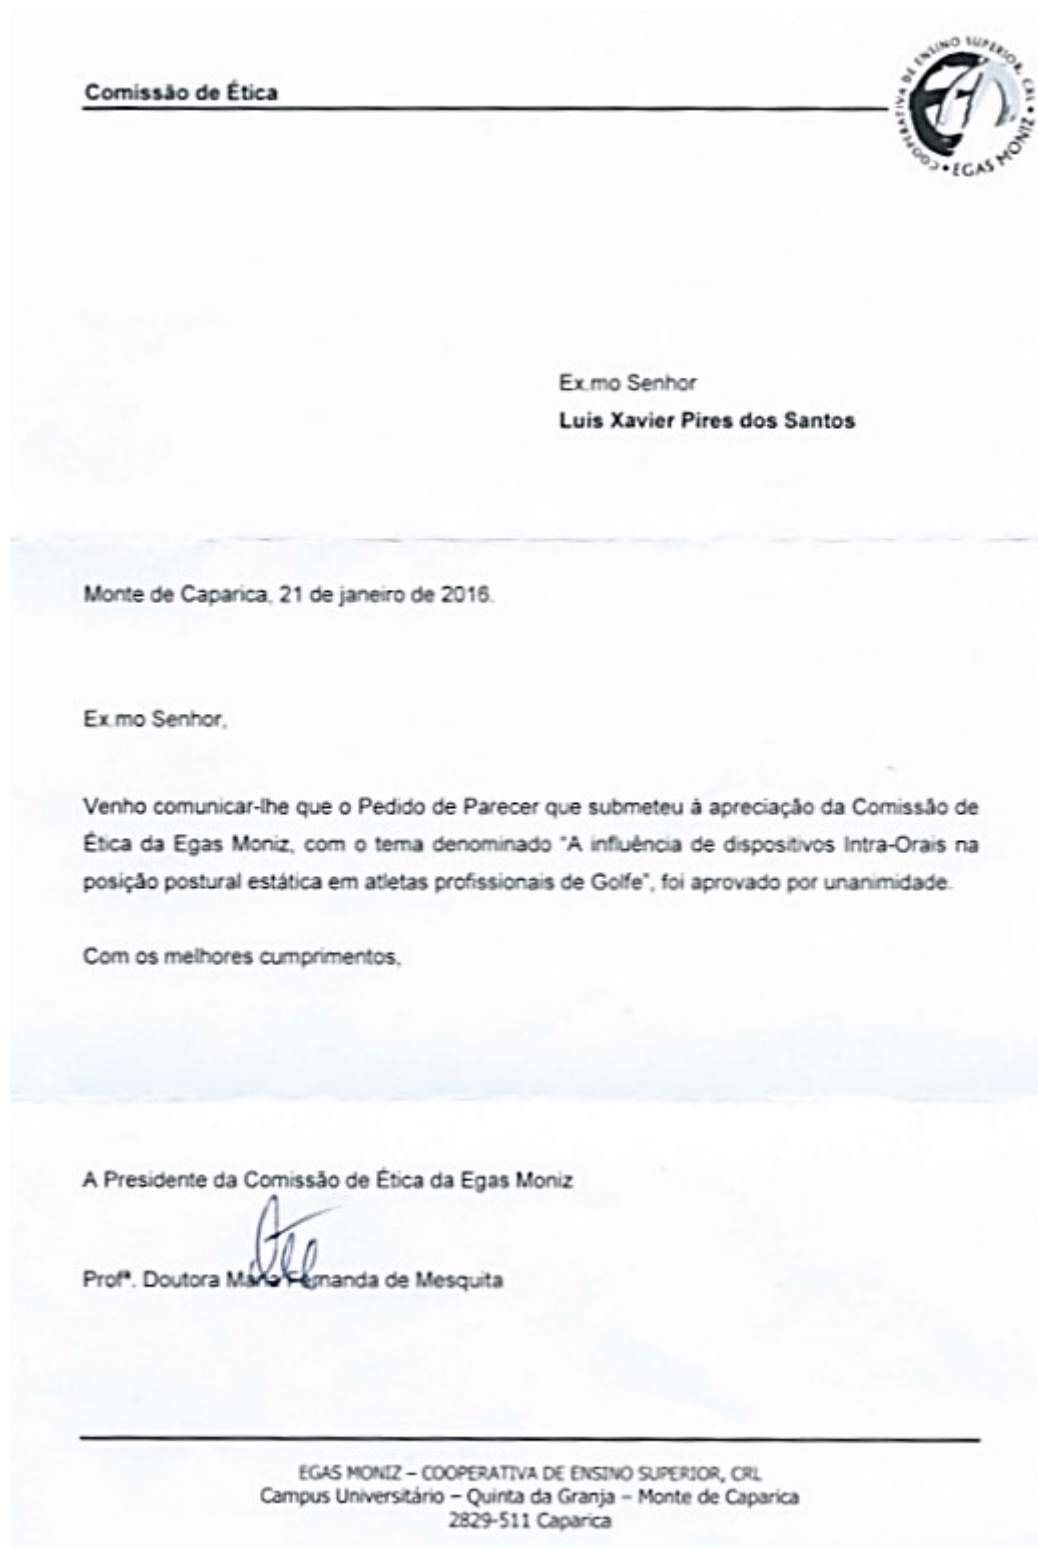 Comissão de Ética
COOPERATIVA DE ENSINO SUPERIOR, CRL • EGAS MONIZ •
Ex.mo Senhor
Luis Xavier Pires dos Santos
Monte de Caparica, 21 de janeiro de 2016.
Ex.mo Senhor,
Venho comunicar-lhe que o Pedido de Parecer que submeteu à apreciação da Comissão de
Ética da Egas Moniz, com o tema denominado "A influência de dispositivos Intra-Orais na
posição postural estática em atletas profissionais de Golfe", foi aprovado por unanimidade.
Com os melhores cumprimentos,
A Presidente da Comissão de Ética da Egas Moniz
Profª. Doutora Maria Fernanda de Mesquita
EGAS MONIZ – COOPERATIVA DE ENSINO SUPERIOR, CRL
Campus Universitário – Quinta da Granja – Monte de Caparica
2829-511 Caparica